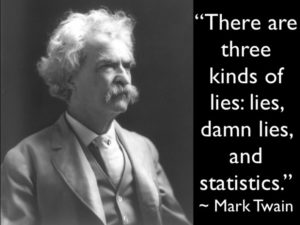 “There are
three
kinds of
lies: lies,
damn lies,
and
statistics.”
~ Mark Twain